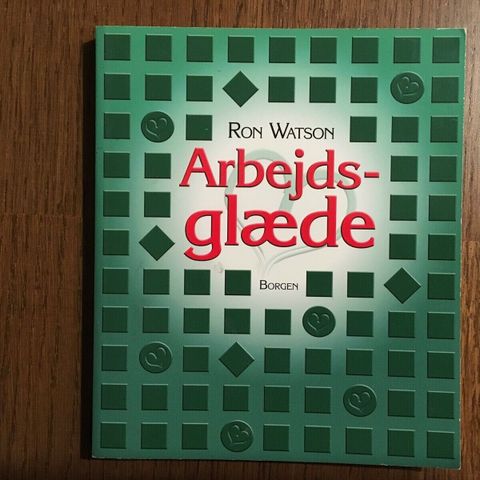 RON WATSON
Arbejds-
glæde
BORGEN